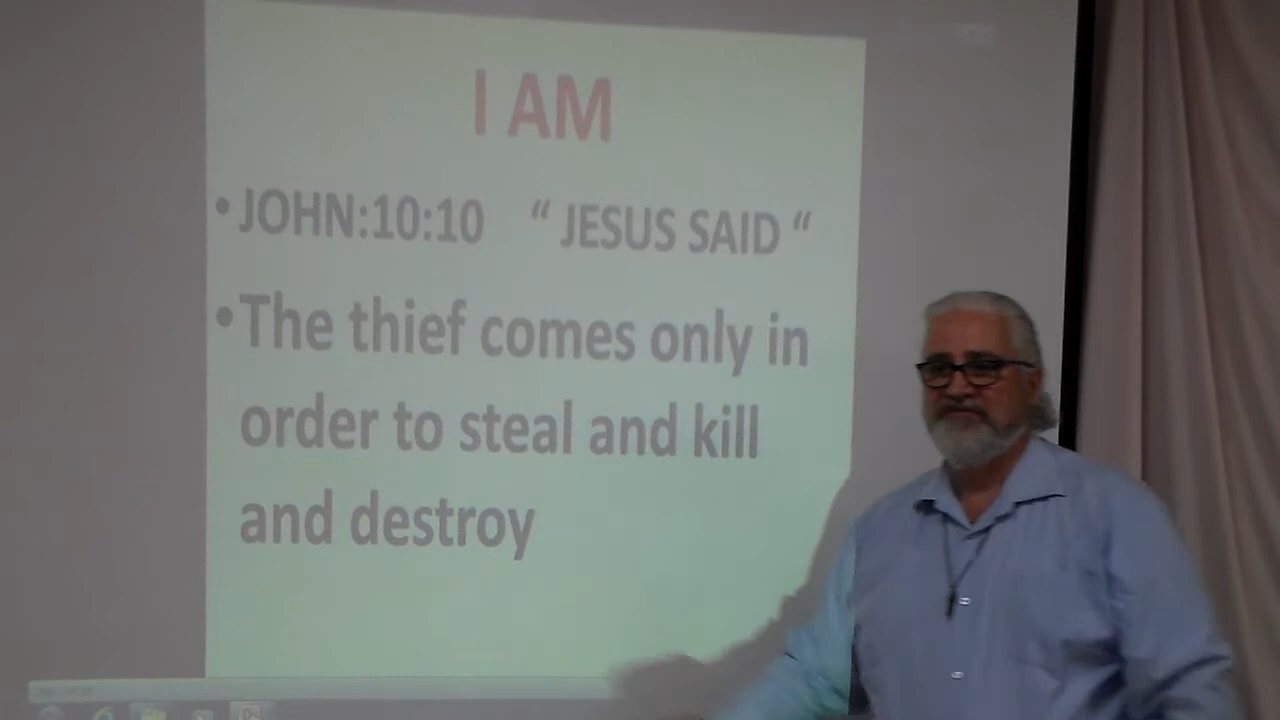 I AM
• JOHN:10:10 “ JESUS SAID “
• The thief comes only in
order to steal and kill
and destroy